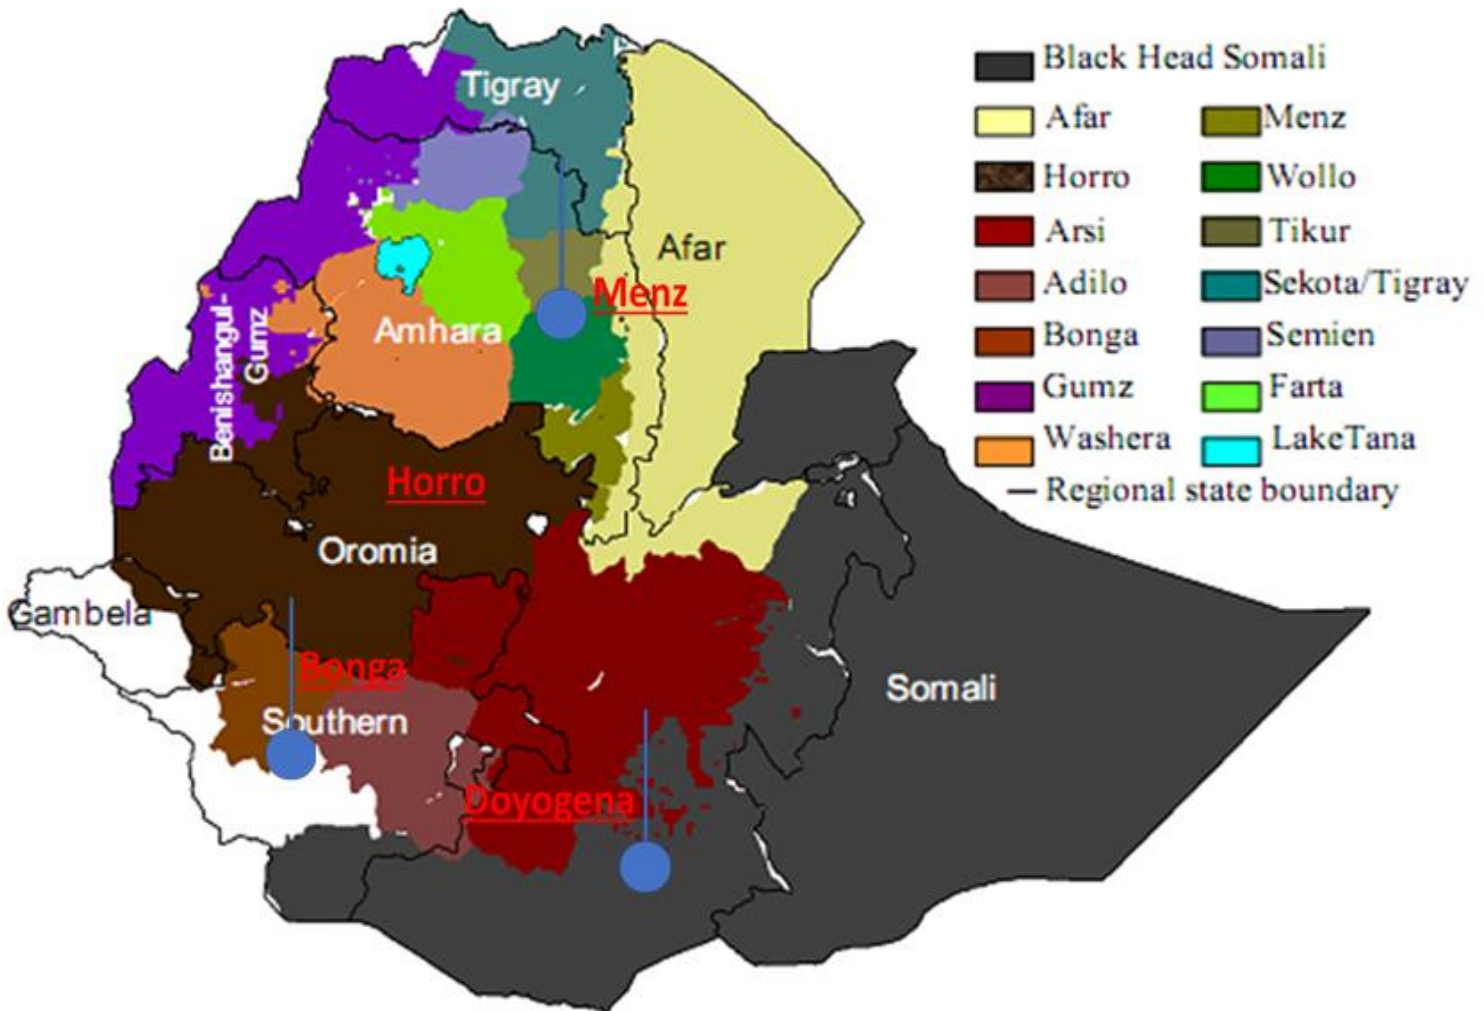 Tigray
Afar
Menz
Amhara
Benishangul-
Gumz
Horro
Oromia
Gambela
Bonga
Southern
Somali
Doyogena
Black Head Somali
Afar
Menz
Horro
Wollo
Arsi
Tikur
Adilo
Sekota/Tigray
Bonga
Semien
Gumz
Farta
Washera
LakeTana
Regional state boundary